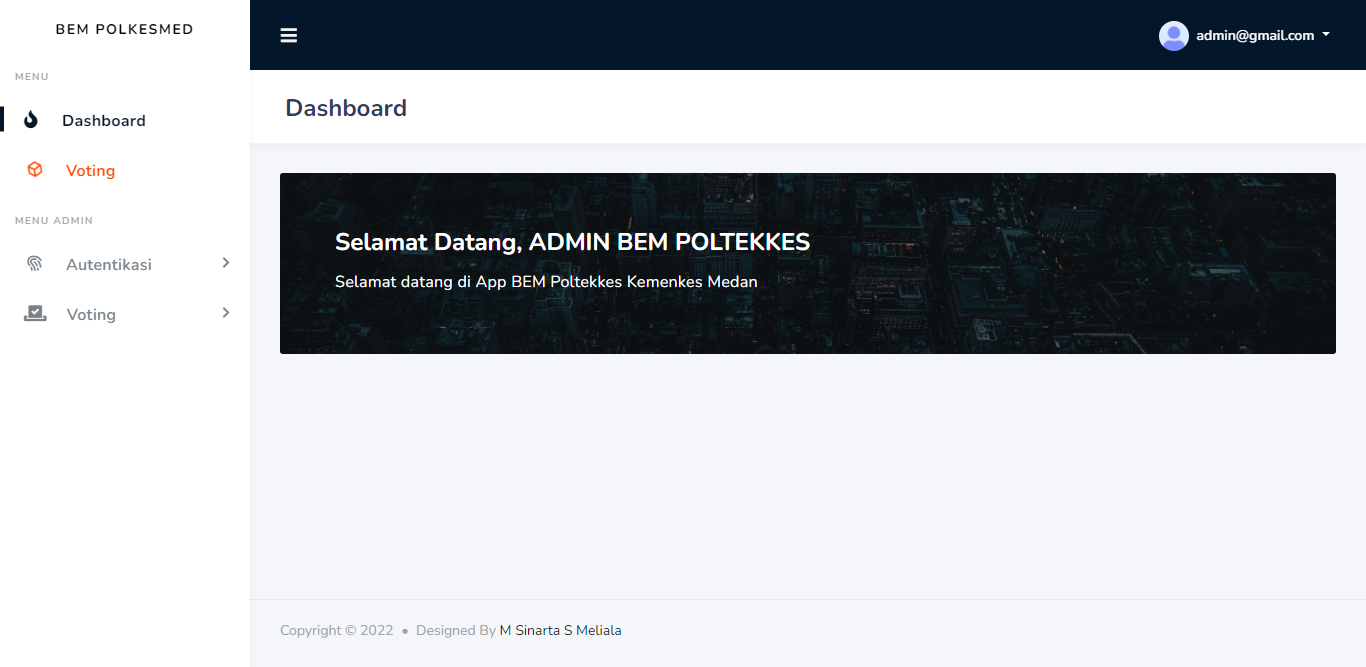 BEM POLKESMED
admin@gmail.com
MENU
Dashboard
Voting
MENU ADMIN
Autentikasi
Voting
Dashboard
Selamat Datang, ADMIN BEM POLTEKKES
Selamat datang di App BEM Poltekkes Kemenkes Medan
Copyright © 2022 • Designed By M Sinarta S Meliala